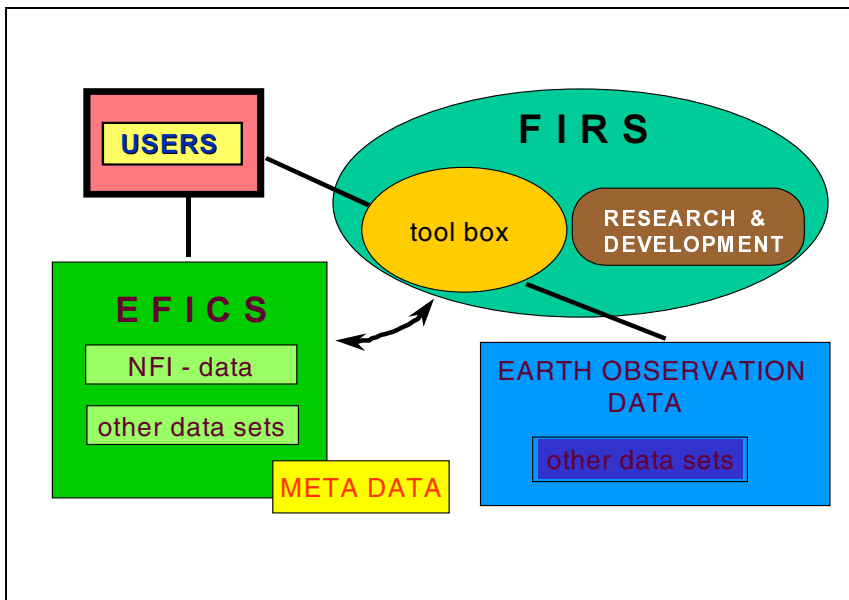 USERS
F I R S
tool box
RESEARCH &
DEVELOPMENT
E F I C S
NFI - data
other data sets
META DATA
EARTH OBSERVATION
DATA
other data sets